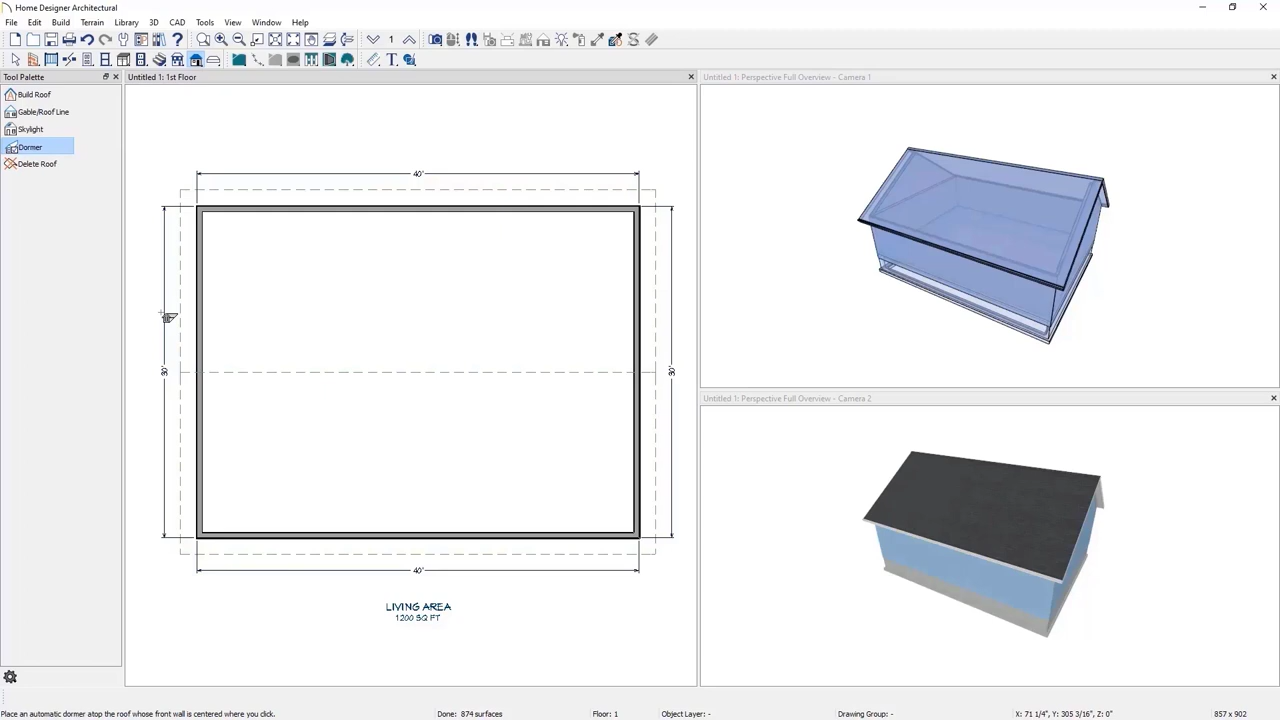 Home Designer Architectural
File Edit Build Terrain Library 3D CAD Tools View Window Help
1
Tool Palette
Untitled 1: 1st Floor
Untitled 1: Perspective Full Overview - Camera 1
Build Roof
Gable/Roof Line
Skylight
Dormer
Delete Roof
40'
30'
30'
40'
LIVING AREA
1200 SQ FT
Untitled 1: Perspective Full Overview - Camera 2
Place an automatic dormer atop the roof whose front wall is centered where you click.
Done: 874 surfaces
Floor: 1
Object Layer: -
Drawing Group: -
X: 71 1/4", Y: 305 3/16", Z: 0"
857 x 902